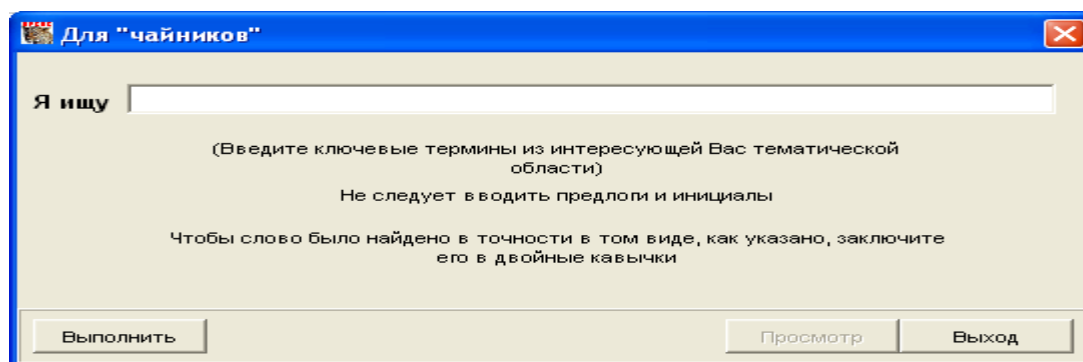 Для "чайников"
Я ищу
(Введите ключевые термины из интересующей Вас тематической
области)
Не следует вводить предлоги и инициалы
Чтобы слово было найдено в точности в том виде, как указано, заключите
его в двойные кавычки
Выполнить
Просмотр
Выход